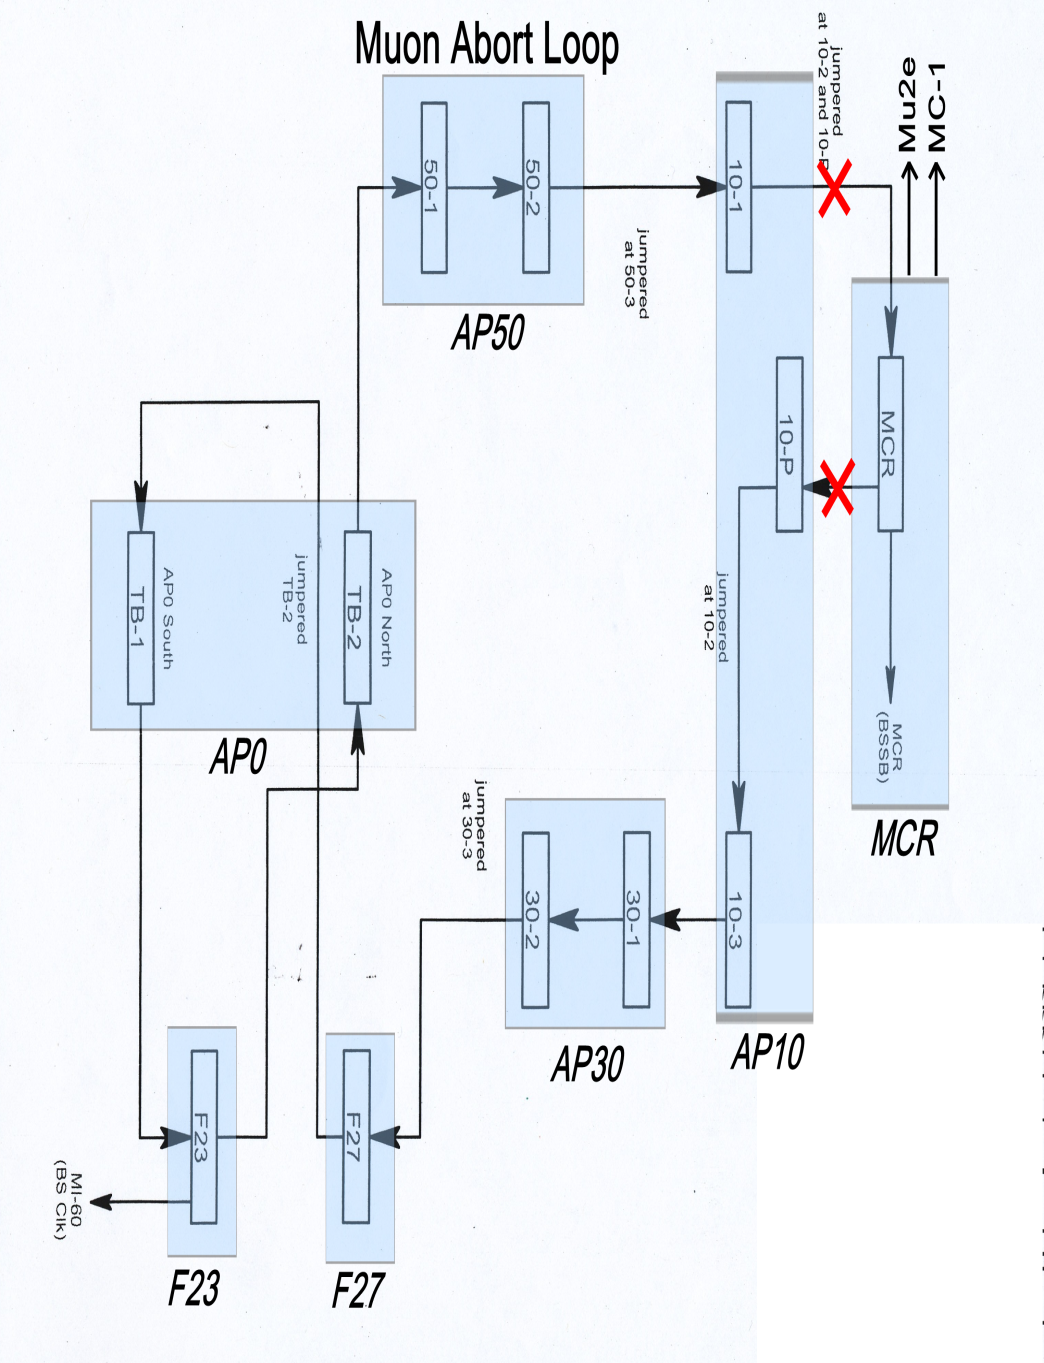 Muon Abort Loop
jumpered
at 10-2 and 10-P
Mu2e
MC-1
50-1
50-2
10-1
jumpered
at 50-3
AP50
MCR
10-P
AP0 South
TB-1
jumpered
TB-2
AP0 North
TB-2
AP0
jumpered
at 10-2
MCR
(BSSB)
MCR
jumpered
at 30-3
30-2
30-1
10-3
AP30
AP10
F23
F27
MI-60
(BS Clk)
F23
F27